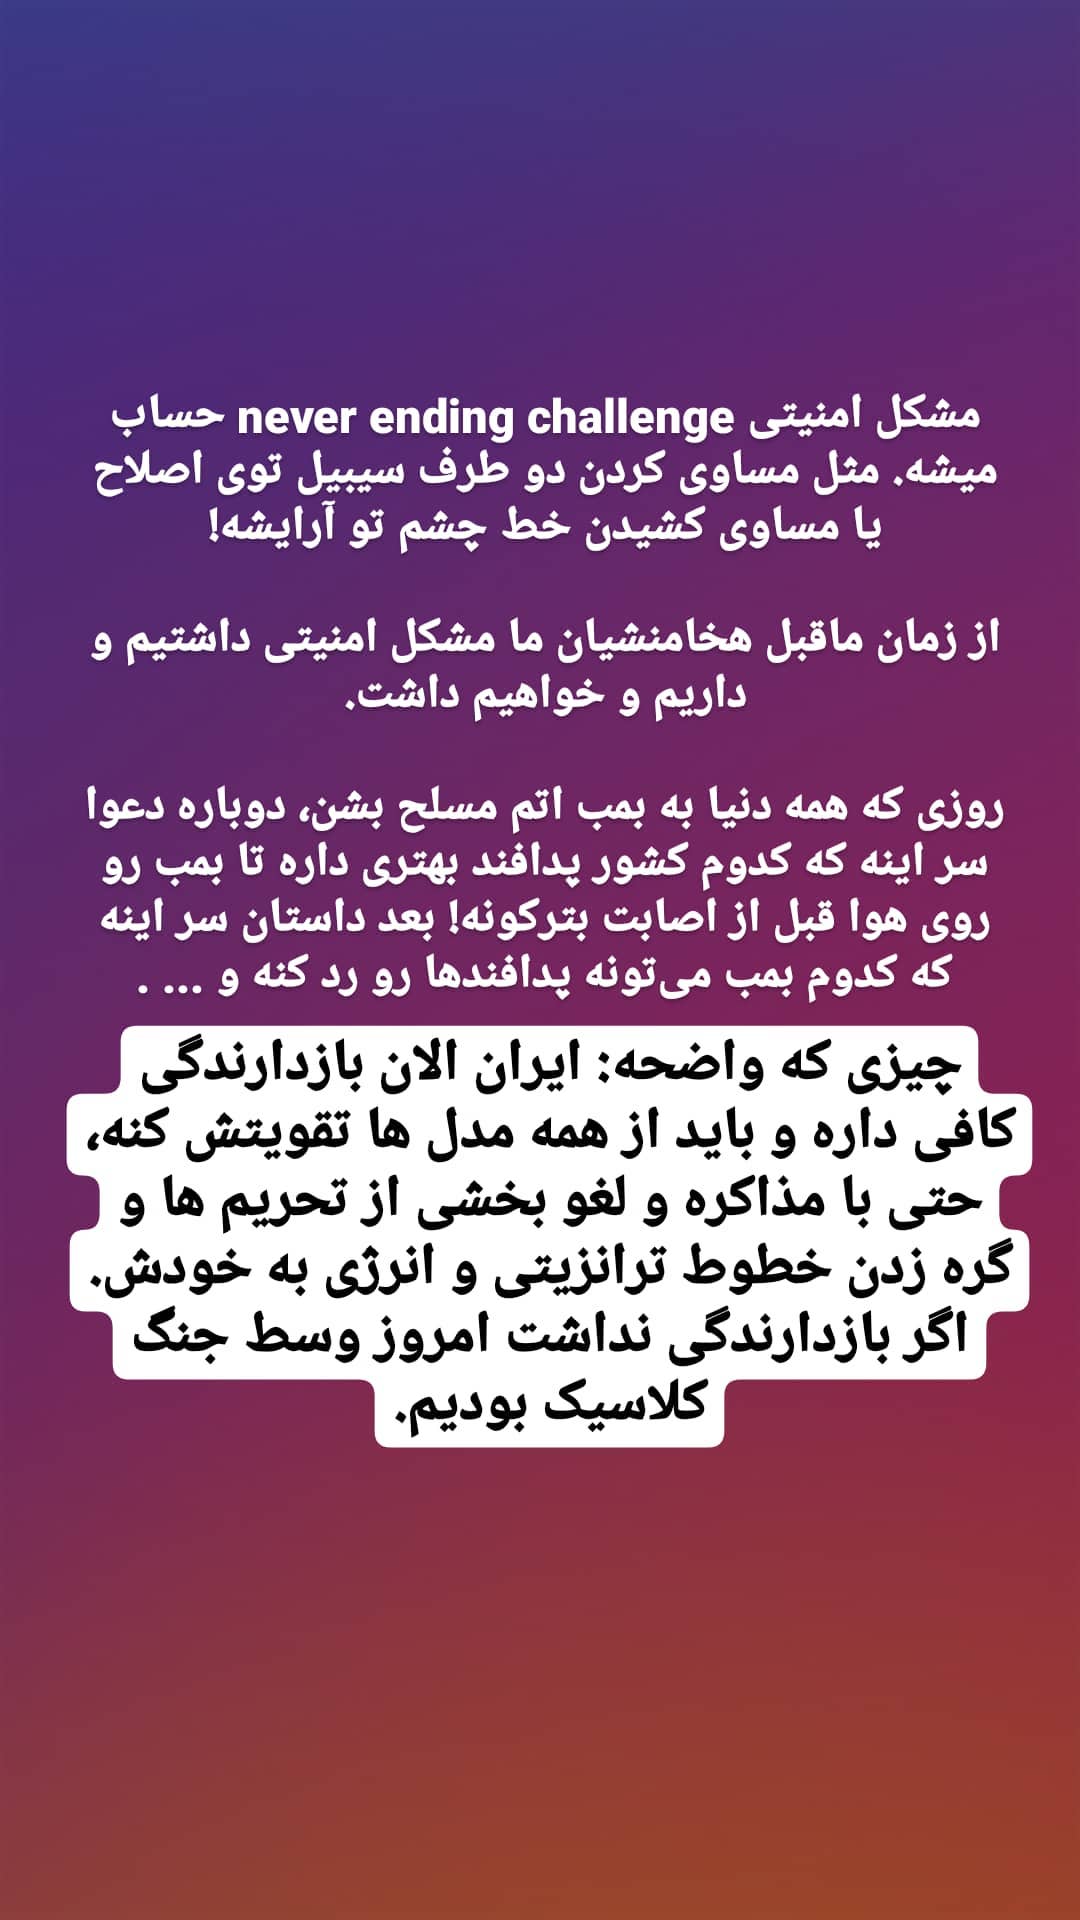 مشکل امنیتی never ending challenge حساب
میشه. مثل مساوی کردن دو طرف سیبیل توی اصلاح
یا مساوی کشیدن خط چشم تو آرایشه!
از زمان ماقبل هخامنشیان ما مشکل امنیتی داشتیم و
داریم و خواهیم داشت.
روزی که همه دنیا به بمب اتم مسلح بشن، دوباره دعوا
سر اینه که کدوم کشور پدافند بهتری داره تا بمب رو
روی هوا قبل از اصابت بترکونه! بعد داستان سر اینه
که کدوم بمب می‌تونه پدافندها رو رد کنه و ... .
چیزی که واضحه: ایران الان بازدارندگی
کافی داره و باید از همه مدل ها تقویتش کنه،
حتی با مذاکره و لغو بخشی از تحریم ها و
گره زدن خطوط ترانزیتی و انرژی به خودش.
اگر بازدارندگی نداشت امروز وسط جنگ
کلاسیک بودیم.